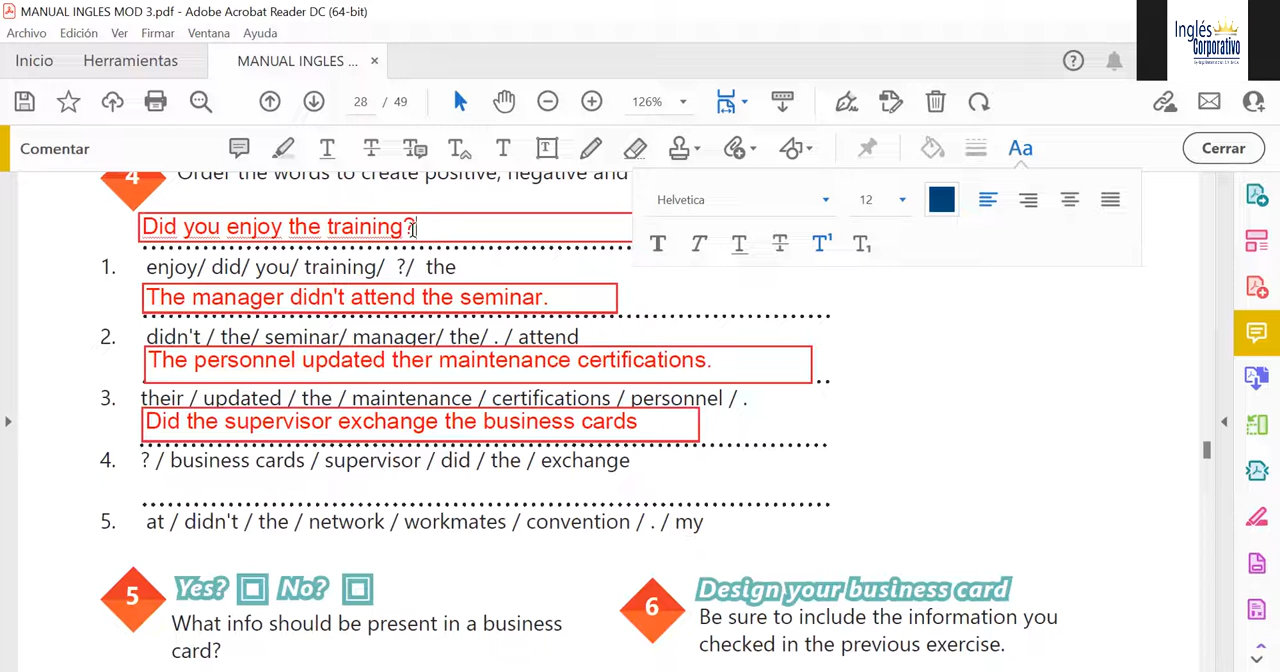 MANUAL INGLES MOD 3.pdf - Adobe Acrobat Reader DC (64-bit)
Archivo Edición Ver Firmar Ventana Ayuda
Inicio Herramientas MANUAL INGLES ... ×
Inglés
Corporativo
28 / 49 126%
Comentar Cerrar
Helvetica 12
4 Order the words to create positive, negative and
Did you enjoy the training?
1. enjoy/ did/ you/ training/ ?/ the
The manager didn't attend the seminar.
2. didn't / the/ seminar/ manager/ the/ . / attend
The personnel updated ther maintenance certifications.
3. their / updated / the / maintenance / certifications / personnel / .
Did the supervisor exchange the business cards
4. ? / business cards / supervisor / did / the / exchange
5. at / didn't / the / network / workmates / convention / . / my
5 Yes? No?
What info should be present in a business
card?
6 Design your business card
Be sure to include the information you
checked in the previous exercise.